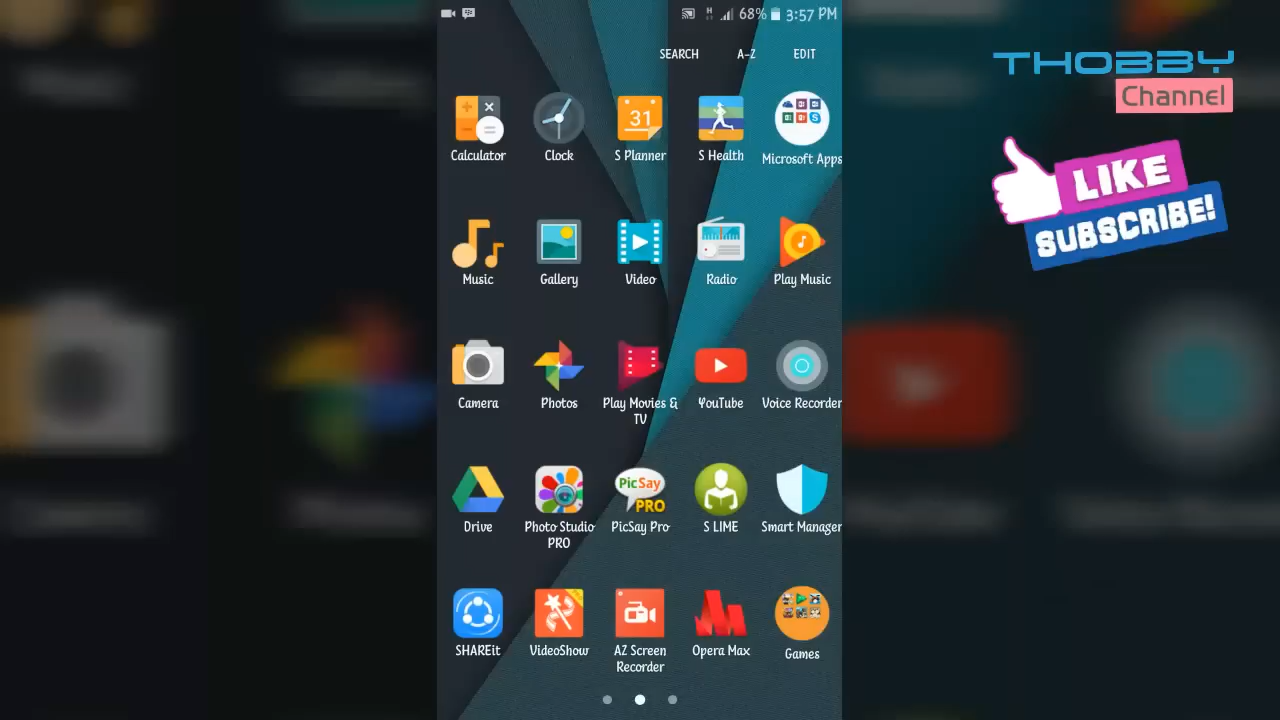 68% 3:57 PM
SEARCH A-Z EDIT
THOBBY
Channel
LIKE
SUBSCRIBE!
31
Calculator Clock S Planner S Health Microsoft Apps
Music Gallery Video Radio Play Music
Camera Photos Play Movies & TV YouTube Voice Recorder
PicSay
PRO
Drive Photo Studio PRO PicSay Pro S LIME Smart Manager
SHAREit VideoShow AZ Screen Recorder Opera Max Games